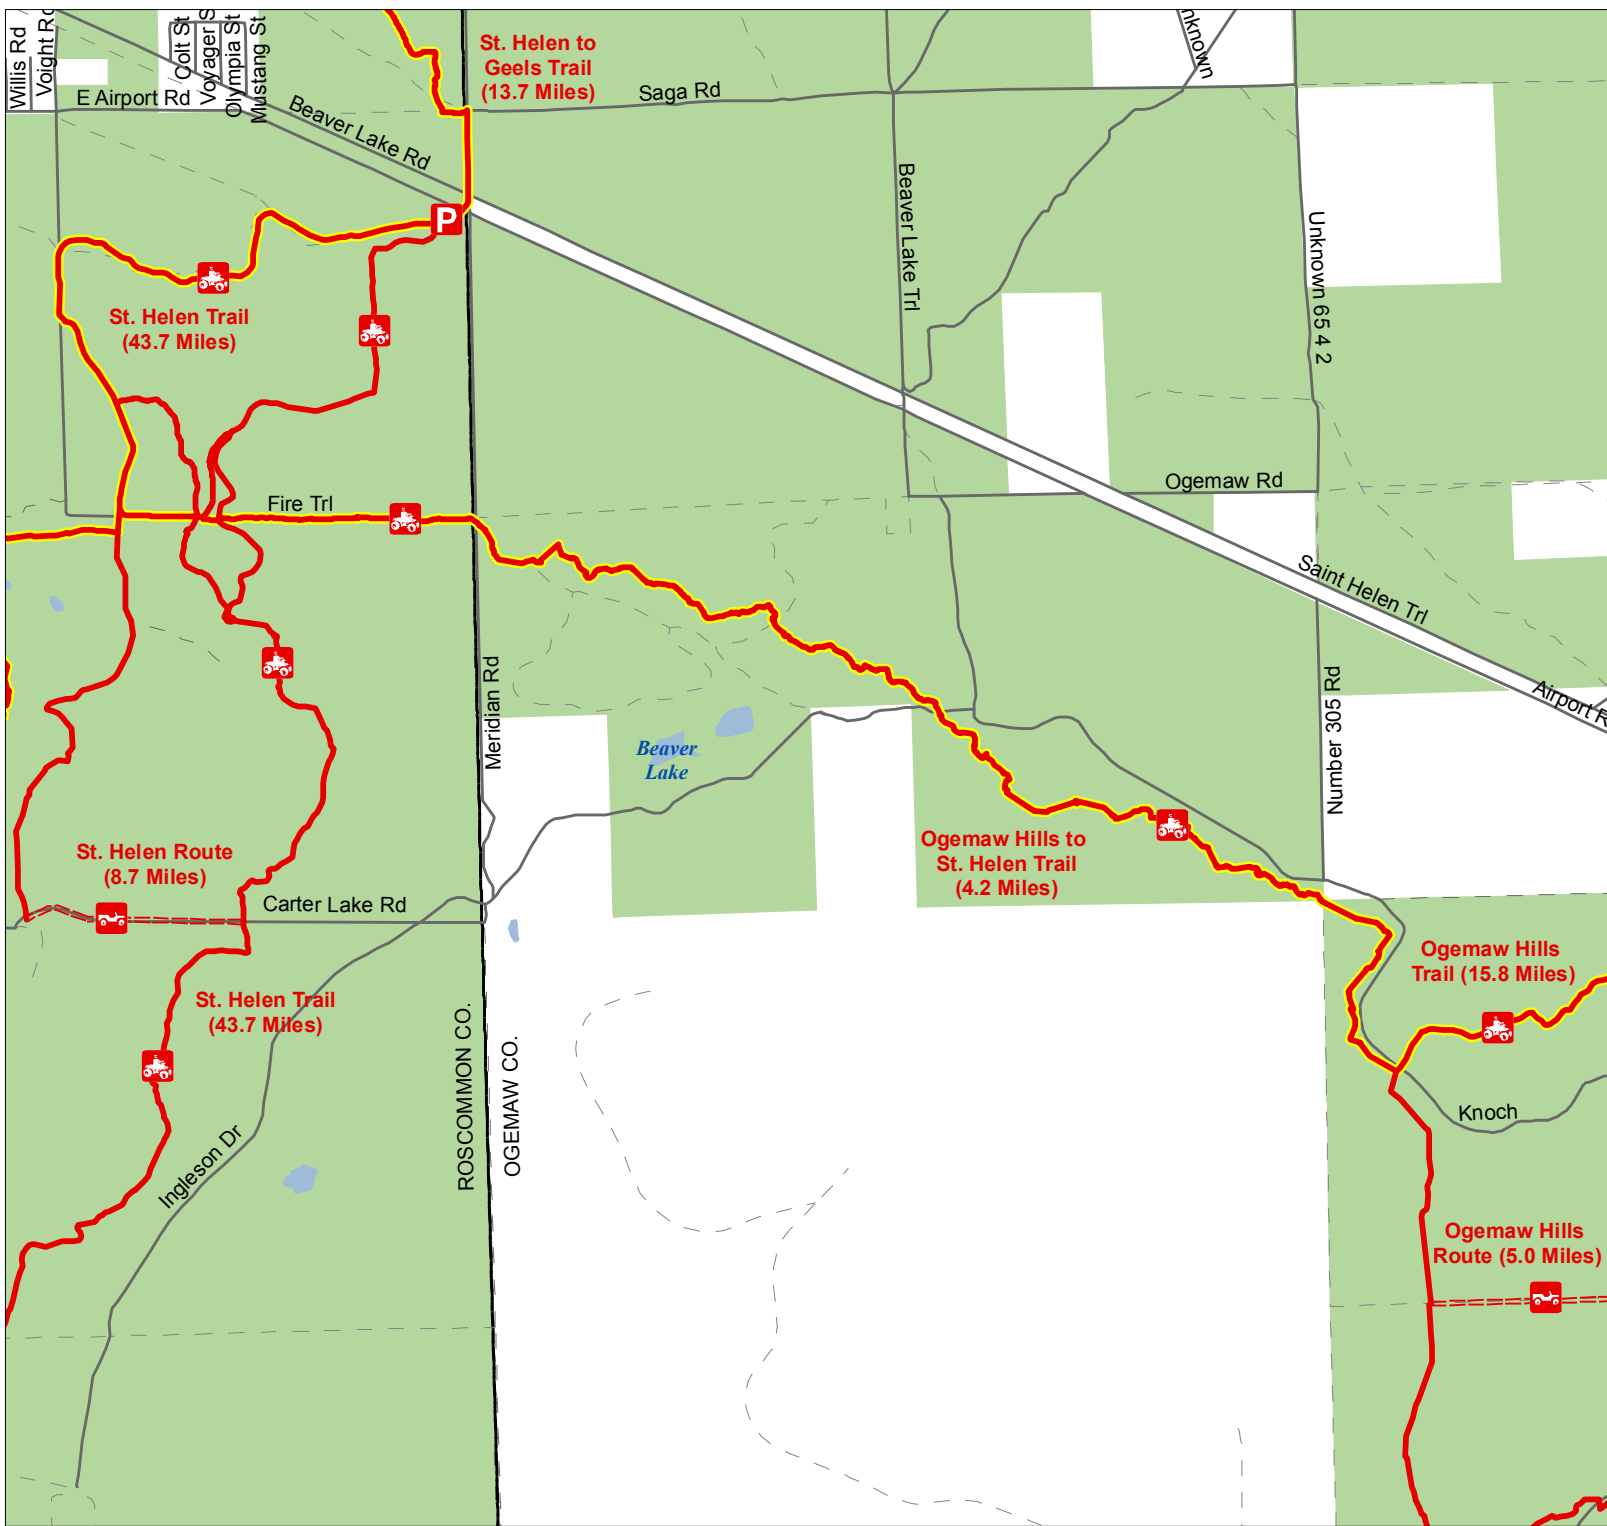 Willis Rd
Voight Rd
Colt St
Voyager S
Olympia St
Mustang St
E Airport Rd
Beaver Lake Rd
St. Helen to
Geels Trail
(13.7 Miles)
Saga Rd
nknown
P
Beaver Lake Trl
Unknown 65 4 2
St. Helen Trail
(43.7 Miles)
Fire Trl
Ogemaw Rd
Saint Helen Trl
Airport R
Meridian Rd
Number 305 Rd
Beaver
Lake
St. Helen Route
(8.7 Miles)
Carter Lake Rd
Ogemaw Hills to
St. Helen Trail
(4.2 Miles)
Ogemaw Hills
Trail (15.8 Miles)
St. Helen Trail
(43.7 Miles)
ROSCOMMON CO.
OGEMAW CO.
Knoch
Ingleson Dr
Ogemaw Hills
Route (5.0 Miles)